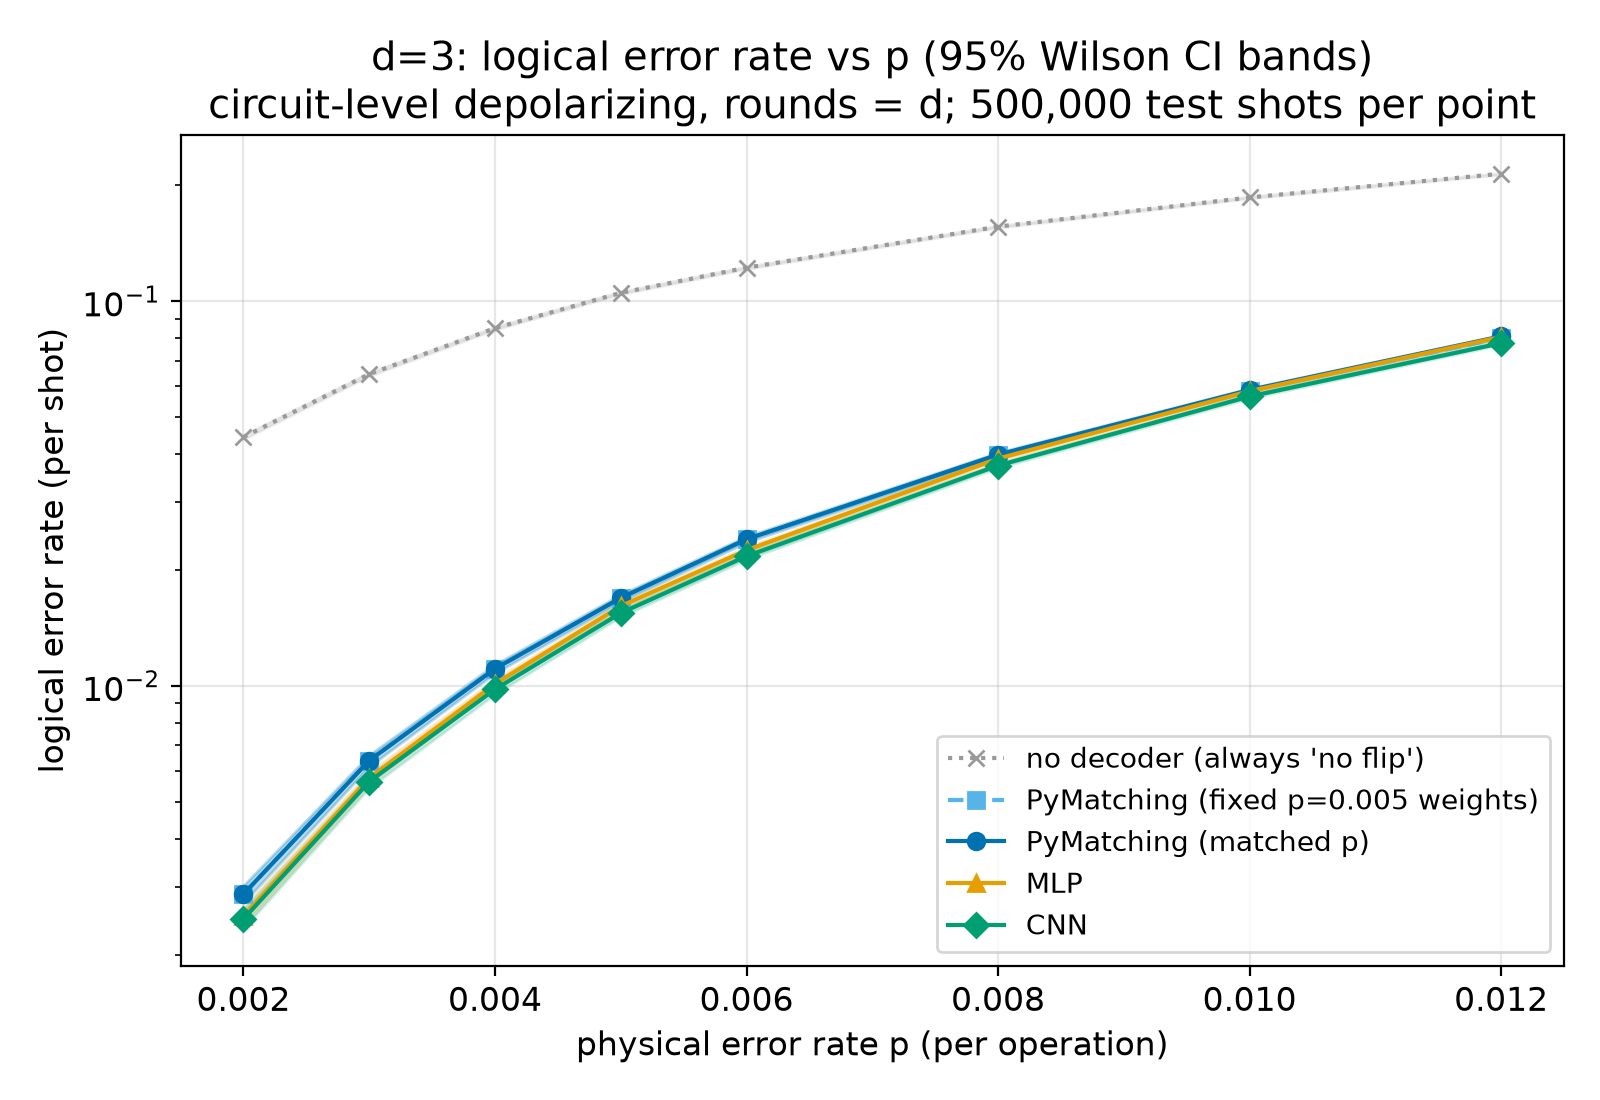 d=3: logical error rate vs p (95% Wilson CI bands)
circuit-level depolarizing, rounds = d; 500,000 test shots per point
logical error rate (per shot)
10⁻¹
10⁻²
no decoder (always 'no flip')
PyMatching (fixed p=0.005 weights)
PyMatching (matched p)
MLP
CNN
0.002 0.004 0.006 0.008 0.010 0.012
physical error rate p (per operation)